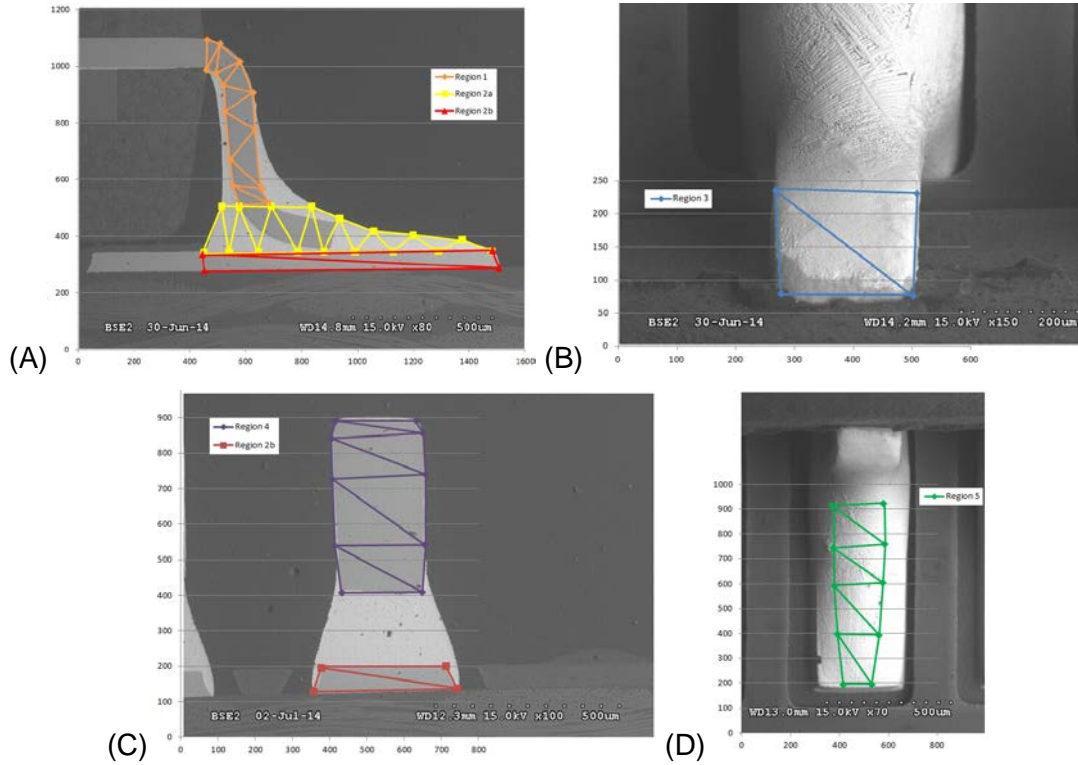 1200
1000
800
600
400
200
0
0 200 400 600 800 1000 1200 1400 1600
Region 1
Region 2a
Region 2b
BSE2 30-Jun-14 WD14.8mm 15.0kV x80 500um
(A)
250
200
150
100
50
0
0 100 200 300 400 500 600
Region 3
BSE2 30-Jun-14 WD14.2mm 15.0kV x150 200um
(B)
900
800
700
600
500
400
300
200
100
0
0 100 200 300 400 500 600 700 800
Region 4
Region 2b
BSE2 02-Jul-14 WD12.3mm 15.0kV x100 500um
(C)
1000
900
800
700
600
500
400
300
200
100
0
0 200 400 600 800
Region 5
WD13.0mm 15.0kV x70 500um
(D)